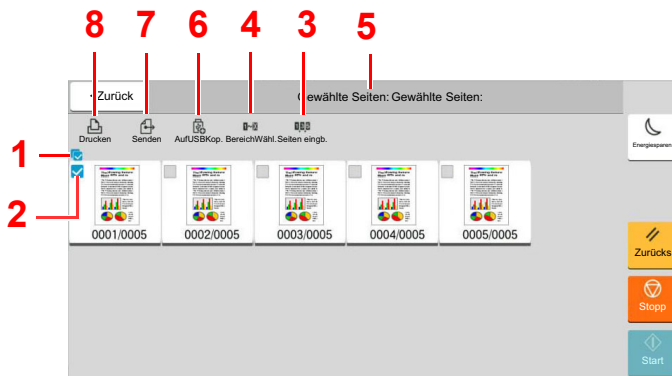 8 7 6 4 3 5
Zurück
Gewählte Seiten: Gewählte Seiten:
Drucken Senden AufUSBKop. BereichWähl. Seiten eingb.
Energiesparen
1
2
0001/0005 0002/0005 0003/0005 0004/0005 0005/0005
Zurücks
Stopp
Start